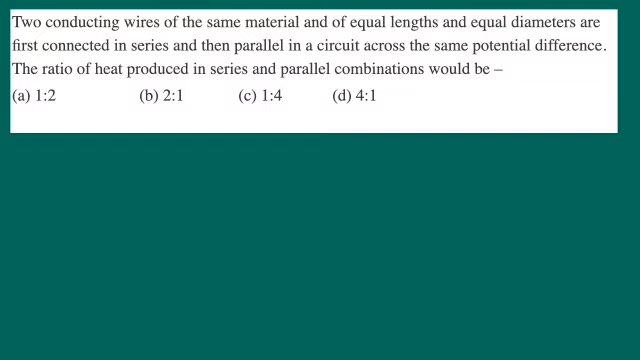 Two conducting wires of the same material and of equal lengths and equal diameters are
first connected in series and then parallel in a circuit across the same potential difference.
The ratio of heat produced in series and parallel combinations would be –
(a) 1:2 (b) 2:1 (c) 1:4 (d) 4:1